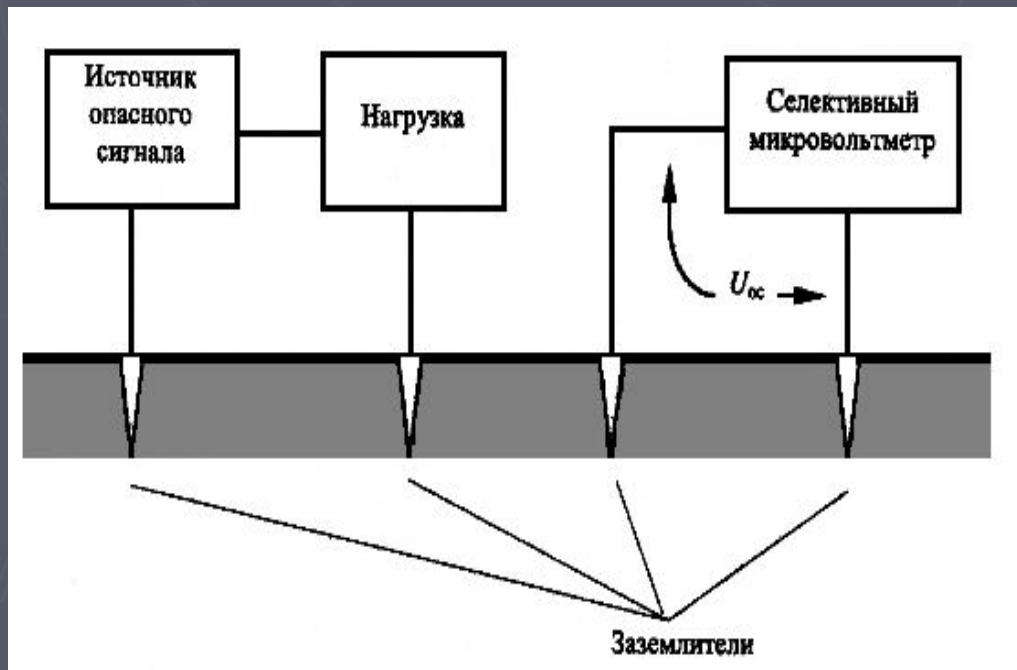 Источник
опасного
сигнала
Нагрузка
Селективный
микровольтметр
Uос
Заземлители